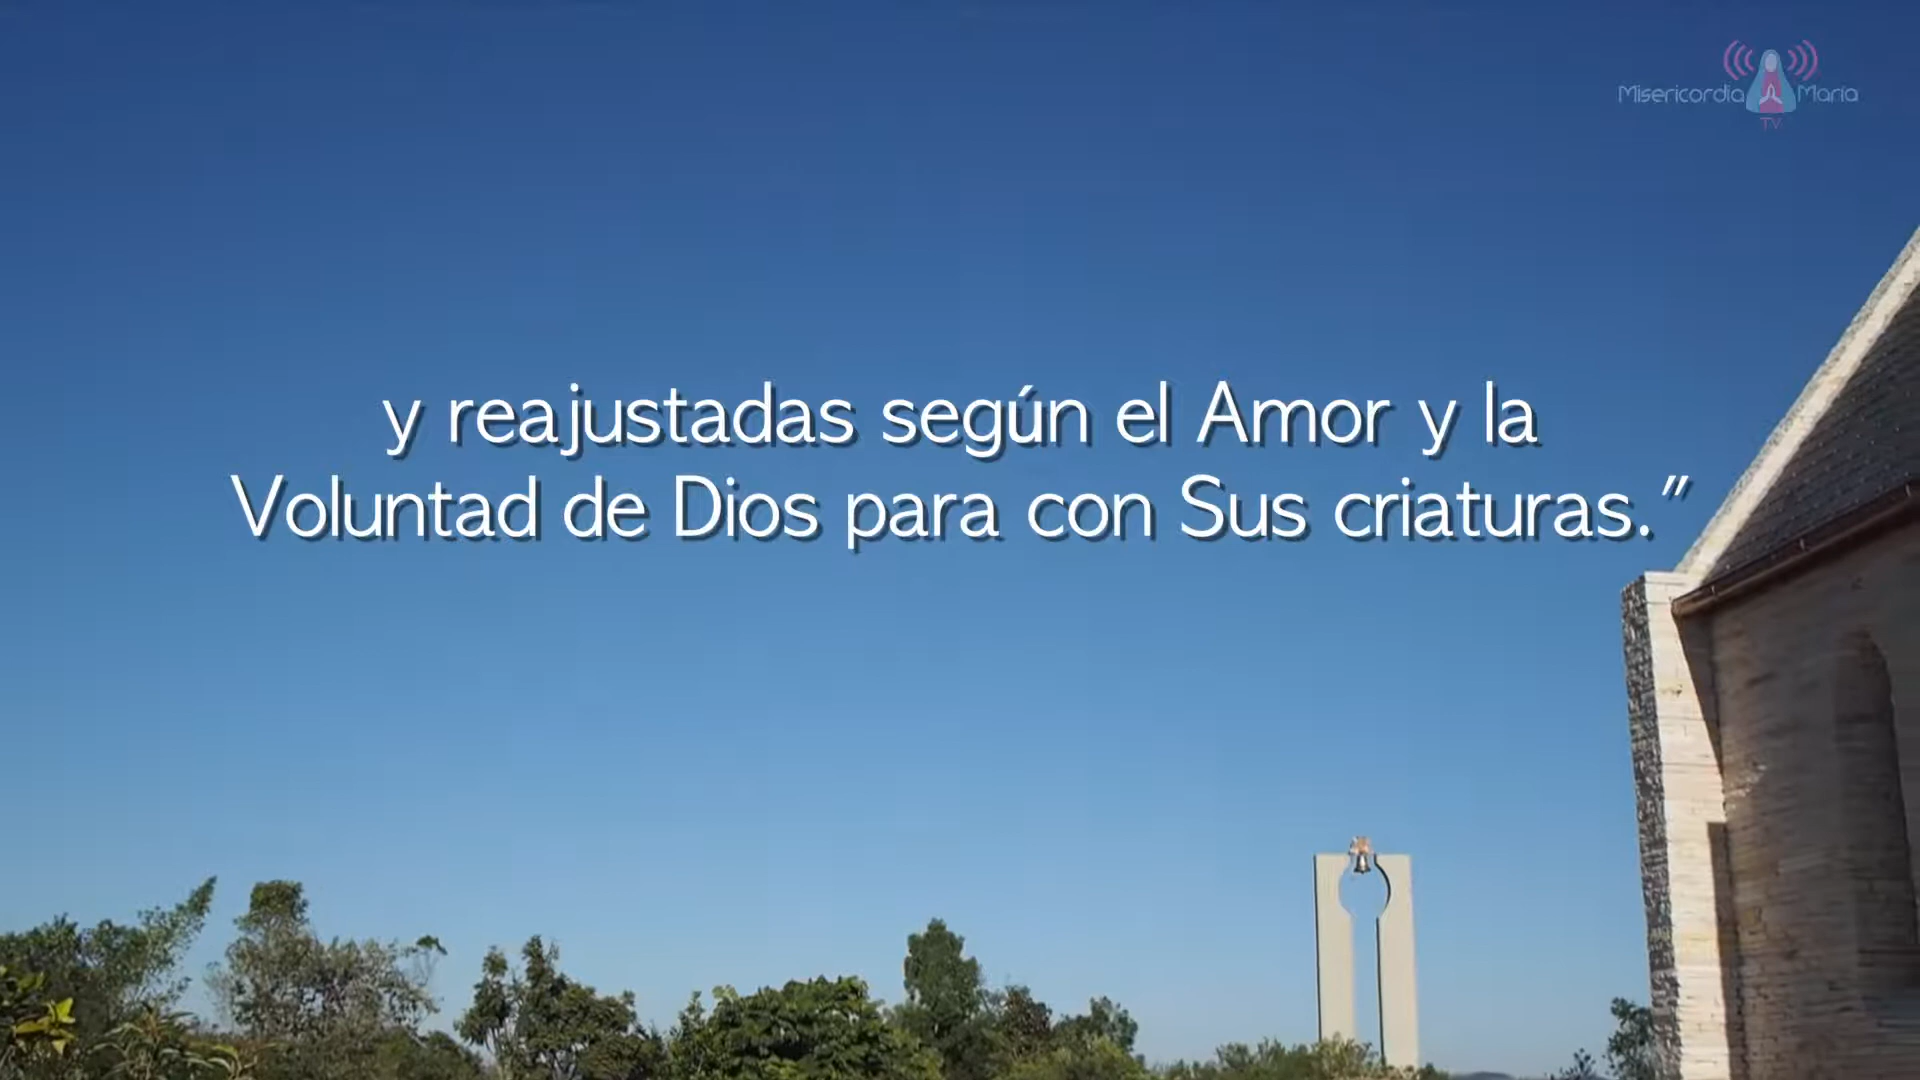 Misericordia María
TV
y reajustadas según el Amor y la
Voluntad de Dios para con Sus criaturas.”